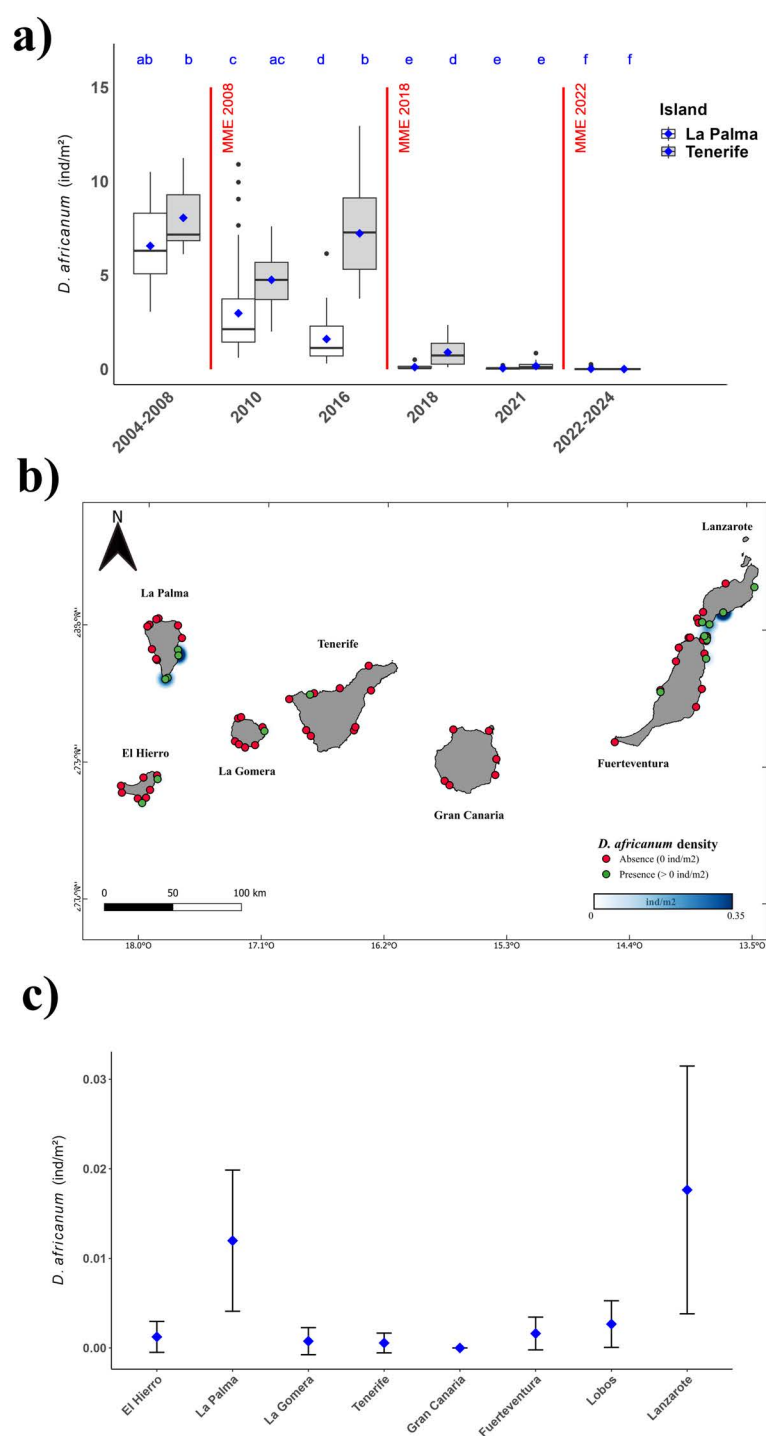 a)
ab b c ac d b e d e e f f
15
10
5
0
D. africanum (ind/m²)
MME 2008
MME 2018
MME 2022
Island
La Palma
Tenerife
2004-2008
2010
2016
2018
2021
2022-2024
b)
N
Lanzarote
La Palma
Tenerife
El Hierro
La Gomera
Fuerteventura
Gran Canaria
D. africanum density
Absence (0 ind/m2)
Presence (> 0 ind/m2)
0 50 100 km
ind/m2
0 0.35
18.0°O 17.1°O 16.2°O 15.3°O 14.4°O 13.5°O
c)
0.03
0.02
0.01
0.00
D. africanum (ind/m²)
El Hierro
La Palma
La Gomera
Tenerife
Gran Canaria
Fuerteventura
Lobos
Lanzarote